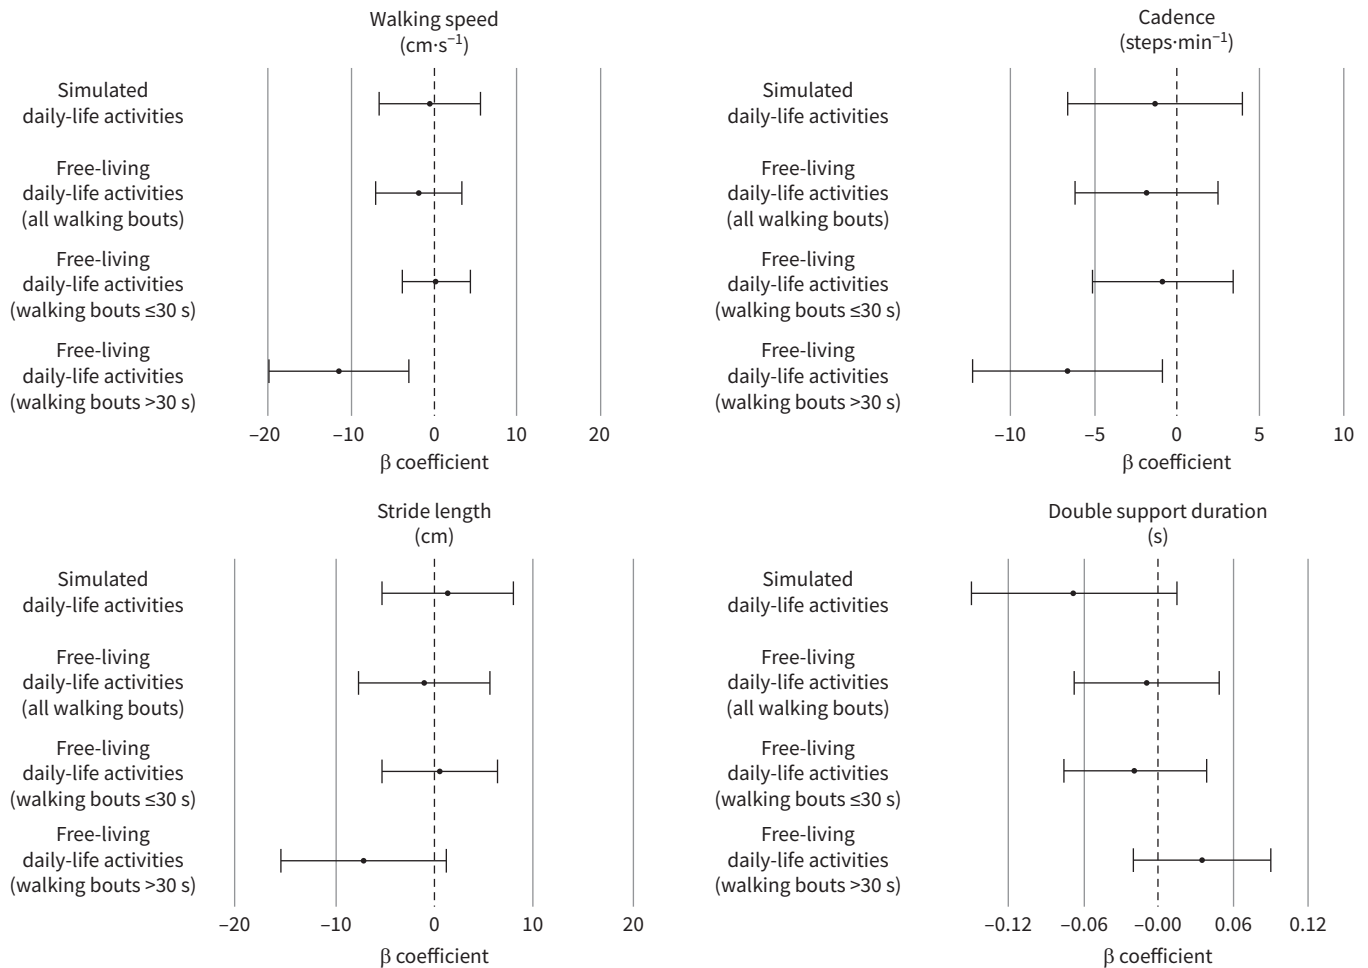 Walking speed
(cm·s⁻¹)
Simulated
daily-life activities
Free-living
daily-life activities
(all walking bouts)
Free-living
daily-life activities
(walking bouts ≤30 s)
Free-living
daily-life activities
(walking bouts >30 s)
–20 –10 0 10 20
β coefficient
Cadence
(steps·min⁻¹)
Simulated
daily-life activities
Free-living
daily-life activities
(all walking bouts)
Free-living
daily-life activities
(walking bouts ≤30 s)
Free-living
daily-life activities
(walking bouts >30 s)
–10 –5 0 5 10
β coefficient
Stride length
(cm)
Simulated
daily-life activities
Free-living
daily-life activities
(all walking bouts)
Free-living
daily-life activities
(walking bouts ≤30 s)
Free-living
daily-life activities
(walking bouts >30 s)
–20 –10 0 10 20
β coefficient
Double support duration
(s)
Simulated
daily-life activities
Free-living
daily-life activities
(all walking bouts)
Free-living
daily-life activities
(walking bouts ≤30 s)
Free-living
daily-life activities
(walking bouts >30 s)
–0.12 –0.06 –0.00 0.06 0.12
β coefficient